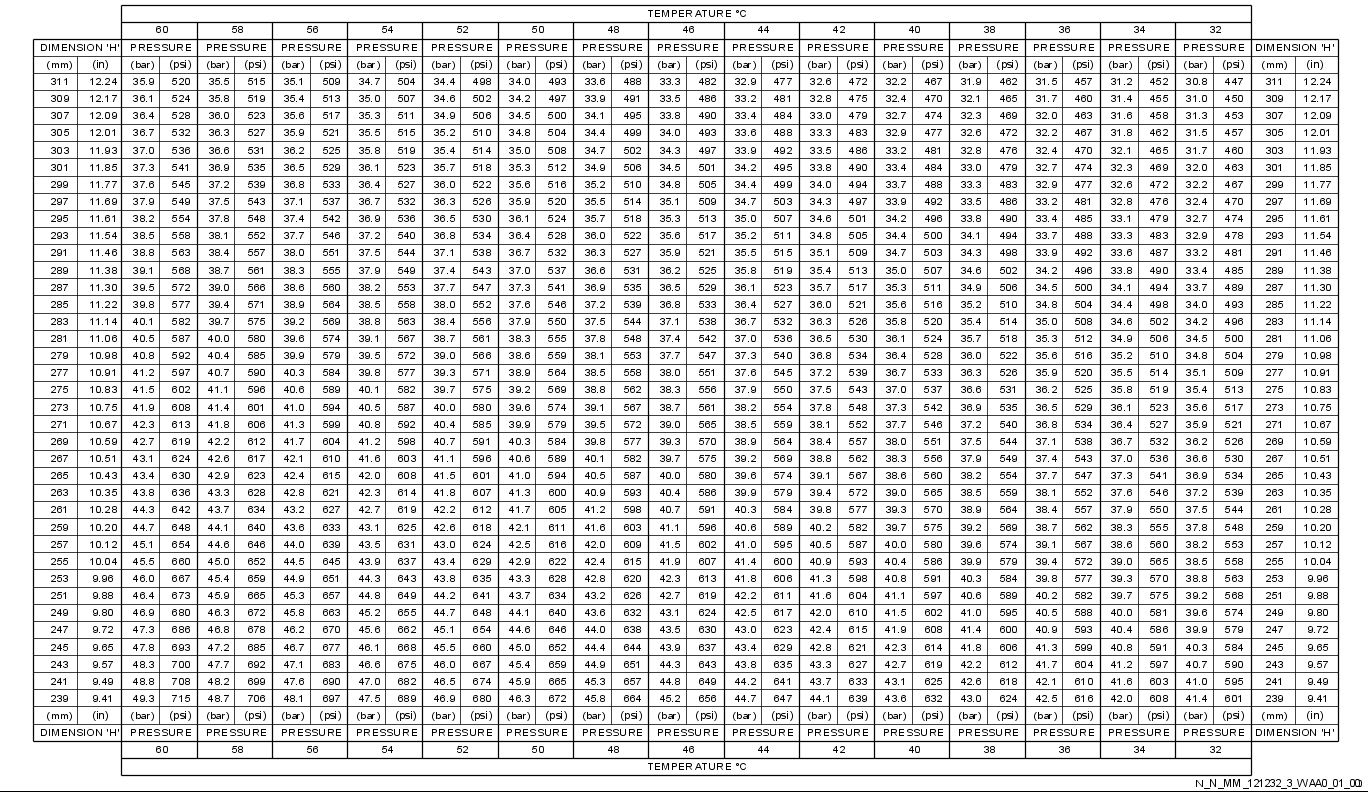 TEMPERATURE °C
60 58 56 54 52 50 48 46 44 42 40 38 36 34 32
DIMENSION 'H' PRESSURE PRESSURE PRESSURE PRESSURE PRESSURE PRESSURE PRESSURE PRESSURE PRESSURE PRESSURE PRESSURE PRESSURE PRESSURE PRESSURE PRESSURE DIMENSION 'H'
(mm) (in) (bar) (psi) (bar) (psi) (bar) (psi) (bar) (psi) (bar) (psi) (bar) (psi) (bar) (psi) (bar) (psi) (bar) (psi) (bar) (psi) (bar) (psi) (bar) (psi) (bar) (psi) (bar) (psi) (bar) (psi) (mm) (in)
311 12.24 35.9 520 35.5 515 35.1 509 34.7 504 34.4 498 34.0 493 33.6 488 33.3 482 32.9 477 32.6 472 32.2 467 31.9 462 31.5 457 31.2 452 30.8 447 311 12.24
309 12.17 36.1 524 35.8 519 35.4 513 35.0 507 34.6 502 34.2 497 33.9 491 33.5 486 33.2 481 32.8 475 32.4 470 32.1 465 31.7 460 31.4 455 31.0 450 309 12.17
307 12.09 36.4 528 36.0 523 35.6 517 35.3 511 34.9 506 34.5 500 34.1 495 33.8 490 33.4 484 33.0 479 32.7 474 32.3 469 32.0 463 31.6 458 31.3 453 307 12.09
305 12.01 36.7 532 36.3 527 35.9 521 35.5 515 35.2 510 34.8 504 34.4 499 34.0 493 33.6 488 33.3 483 32.9 477 32.6 472 32.2 467 31.8 462 31.5 457 305 12.01
303 11.93 37.0 536 36.6 531 36.2 525 35.8 519 35.4 514 35.0 508 34.7 502 34.3 497 33.9 492 33.5 486 33.2 481 32.8 476 32.4 470 32.1 465 31.7 460 303 11.93
301 11.85 37.3 541 36.9 535 36.5 529 36.1 523 35.7 518 35.3 512 34.9 506 34.5 501 34.2 495 33.8 490 33.4 484 33.0 479 32.7 474 32.3 469 32.0 463 301 11.85
299 11.77 37.6 545 37.2 539 36.8 533 36.4 527 36.0 522 35.6 516 35.2 510 34.8 505 34.4 499 34.0 494 33.7 488 33.3 483 32.9 477 32.6 472 32.2 467 299 11.77
297 11.69 37.9 549 37.5 543 37.1 537 36.7 532 36.3 526 35.9 520 35.5 514 35.1 509 34.7 503 34.3 497 33.9 492 33.5 486 33.2 481 32.8 476 32.4 470 297 11.69
295 11.61 38.2 554 37.8 548 37.4 542 36.9 536 36.5 530 36.1 524 35.7 518 35.3 513 35.0 507 34.6 501 34.2 496 33.8 490 33.4 485 33.1 479 32.7 474 295 11.61
293 11.54 38.5 558 38.1 552 37.7 546 37.2 540 36.8 534 36.4 528 36.0 522 35.6 517 35.2 511 34.8 505 34.4 500 34.1 494 33.7 488 33.3 483 32.9 478 293 11.54
291 11.46 38.8 563 38.4 557 38.0 551 37.5 544 37.1 538 36.7 532 36.3 527 35.9 521 35.5 515 35.1 509 34.7 503 34.3 498 33.9 492 33.6 487 33.2 481 291 11.46
289 11.38 39.1 568 38.7 561 38.3 555 37.9 549 37.4 543 37.0 537 36.6 531 36.2 525 35.8 519 35.4 513 35.0 507 34.6 502 34.2 496 33.8 490 33.4 485 289 11.38
287 11.30 39.5 572 39.0 566 38.6 560 38.2 553 37.7 547 37.3 541 36.9 535 36.5 529 36.1 523 35.7 517 35.3 511 34.9 506 34.5 500 34.1 494 33.7 489 287 11.30
285 11.22 39.8 577 39.4 571 38.9 564 38.5 558 38.0 552 37.6 546 37.2 539 36.8 533 36.4 527 36.0 521 35.6 516 35.2 510 34.8 504 34.4 498 34.0 493 285 11.22
283 11.14 40.1 582 39.7 575 39.2 569 38.8 563 38.4 556 37.9 550 37.5 544 37.1 538 36.7 532 36.3 526 35.8 520 35.4 514 35.0 508 34.6 502 34.2 496 283 11.14
281 11.06 40.5 587 40.0 580 39.6 574 39.1 567 38.7 561 38.3 555 37.8 548 37.4 542 37.0 536 36.5 530 36.1 524 35.7 518 35.3 512 34.9 506 34.5 500 281 11.06
279 10.98 40.8 592 40.4 585 39.9 579 39.5 572 39.0 566 38.6 559 38.1 553 37.7 547 37.3 540 36.8 534 36.4 528 36.0 522 35.6 516 35.2 510 34.8 504 279 10.98
277 10.91 41.2 597 40.7 590 40.3 584 39.8 577 39.3 571 38.9 564 38.5 558 38.0 551 37.6 545 37.2 539 36.7 533 36.3 526 35.9 520 35.5 514 35.1 509 277 10.91
275 10.83 41.5 602 41.1 596 40.6 589 40.1 582 39.7 575 39.2 569 38.8 562 38.3 556 37.9 550 37.5 543 37.0 537 36.6 531 36.2 525 35.8 519 35.4 513 275 10.83
273 10.75 41.9 608 41.4 601 41.0 594 40.5 587 40.0 580 39.6 574 39.1 567 38.7 561 38.2 554 37.8 548 37.3 542 36.9 535 36.5 529 36.1 523 35.6 517 273 10.75
271 10.67 42.3 613 41.8 606 41.3 599 40.8 592 40.4 585 39.9 579 39.5 572 39.0 565 38.5 559 38.1 552 37.7 546 37.2 540 36.8 534 36.4 527 35.9 521 271 10.67
269 10.59 42.7 619 42.2 612 41.7 604 41.2 598 40.7 591 40.3 584 39.8 577 39.3 570 38.9 564 38.4 557 38.0 551 37.5 544 37.1 538 36.7 532 36.2 526 269 10.59
267 10.51 43.1 624 42.6 617 42.1 610 41.6 603 41.1 596 40.6 589 40.1 582 39.7 575 39.2 569 38.8 562 38.3 556 37.9 549 37.4 543 37.0 536 36.6 530 267 10.51
265 10.43 43.4 630 42.9 623 42.4 615 42.0 608 41.5 601 41.0 594 40.5 587 40.0 580 39.6 574 39.1 567 38.6 560 38.2 554 37.7 547 37.3 541 36.9 534 265 10.43
263 10.35 43.8 636 43.3 628 42.8 621 42.3 614 41.8 607 41.3 600 40.9 593 40.4 586 39.9 579 39.4 572 39.0 565 38.5 559 38.1 552 37.6 546 37.2 539 263 10.35
261 10.28 44.3 642 43.7 634 43.2 627 42.7 619 42.2 612 41.7 605 41.2 598 40.7 591 40.3 584 39.8 577 39.3 570 38.9 564 38.4 557 37.9 550 37.5 544 261 10.28
259 10.20 44.7 648 44.1 640 43.6 633 43.1 625 42.6 618 42.1 611 41.6 603 41.1 596 40.6 589 40.2 582 39.7 575 39.2 569 38.7 562 38.3 555 37.8 548 259 10.20
257 10.12 45.1 654 44.6 646 44.0 639 43.5 631 43.0 624 42.5 616 42.0 609 41.5 602 41.0 595 40.5 587 40.0 580 39.6 574 39.1 567 38.6 560 38.2 553 257 10.12
255 10.04 45.5 660 45.0 652 44.5 645 43.9 637 43.4 629 42.9 622 42.4 615 41.9 607 41.4 600 40.9 593 40.4 586 39.9 579 39.4 572 39.0 565 38.5 558 255 10.04
253 9.96 46.0 667 45.4 659 44.9 651 44.3 643 43.8 635 43.3 628 42.8 620 42.3 613 41.8 606 41.3 598 40.8 591 40.3 584 39.8 577 39.3 570 38.8 563 253 9.96
251 9.88 46.4 673 45.9 665 45.3 657 44.8 649 44.2 641 43.7 634 43.2 626 42.7 619 42.2 611 41.6 604 41.1 597 40.6 589 40.2 582 39.7 575 39.2 568 251 9.88
249 9.80 46.9 680 46.3 672 45.8 663 45.2 655 44.7 648 44.1 640 43.6 632 43.1 624 42.5 617 42.0 610 41.5 602 41.0 595 40.5 588 40.0 581 39.6 574 249 9.80
247 9.72 47.3 686 46.8 678 46.2 670 45.6 662 45.1 654 44.6 646 44.0 638 43.5 630 43.0 623 42.4 615 41.9 608 41.4 600 40.9 593 40.4 586 39.9 579 247 9.72
245 9.65 47.8 693 47.2 685 46.7 677 46.1 668 45.5 660 45.0 652 44.4 644 43.9 637 43.4 629 42.8 621 42.3 614 41.8 606 41.3 599 40.8 591 40.3 584 245 9.65
243 9.57 48.3 700 47.7 692 47.1 683 46.6 675 46.0 667 45.4 659 44.9 651 44.3 643 43.8 635 43.3 627 42.7 619 42.2 612 41.7 604 41.2 597 40.7 590 243 9.57
241 9.49 48.8 708 48.2 699 47.6 690 47.0 682 46.5 674 45.9 665 45.3 657 44.8 649 44.2 641 43.7 633 43.1 625 42.6 618 42.1 610 41.6 603 41.0 595 241 9.49
239 9.41 49.3 715 48.7 706 48.1 697 47.5 689 46.9 680 46.3 672 45.8 664 45.2 656 44.7 647 44.1 639 43.6 632 43.0 624 42.5 616 42.0 608 41.4 601 239 9.41
(mm) (in) (bar) (psi) (bar) (psi) (bar) (psi) (bar) (psi) (bar) (psi) (bar) (psi) (bar) (psi) (bar) (psi) (bar) (psi) (bar) (psi) (bar) (psi) (bar) (psi) (bar) (psi) (bar) (psi) (bar) (psi) (mm) (in)
DIMENSION 'H' PRESSURE PRESSURE PRESSURE PRESSURE PRESSURE PRESSURE PRESSURE PRESSURE PRESSURE PRESSURE PRESSURE PRESSURE PRESSURE PRESSURE PRESSURE DIMENSION 'H'
60 58 56 54 52 50 48 46 44 42 40 38 36 34 32
TEMPERATURE °C
N_N_MM_121232_3_WAA0_01_00